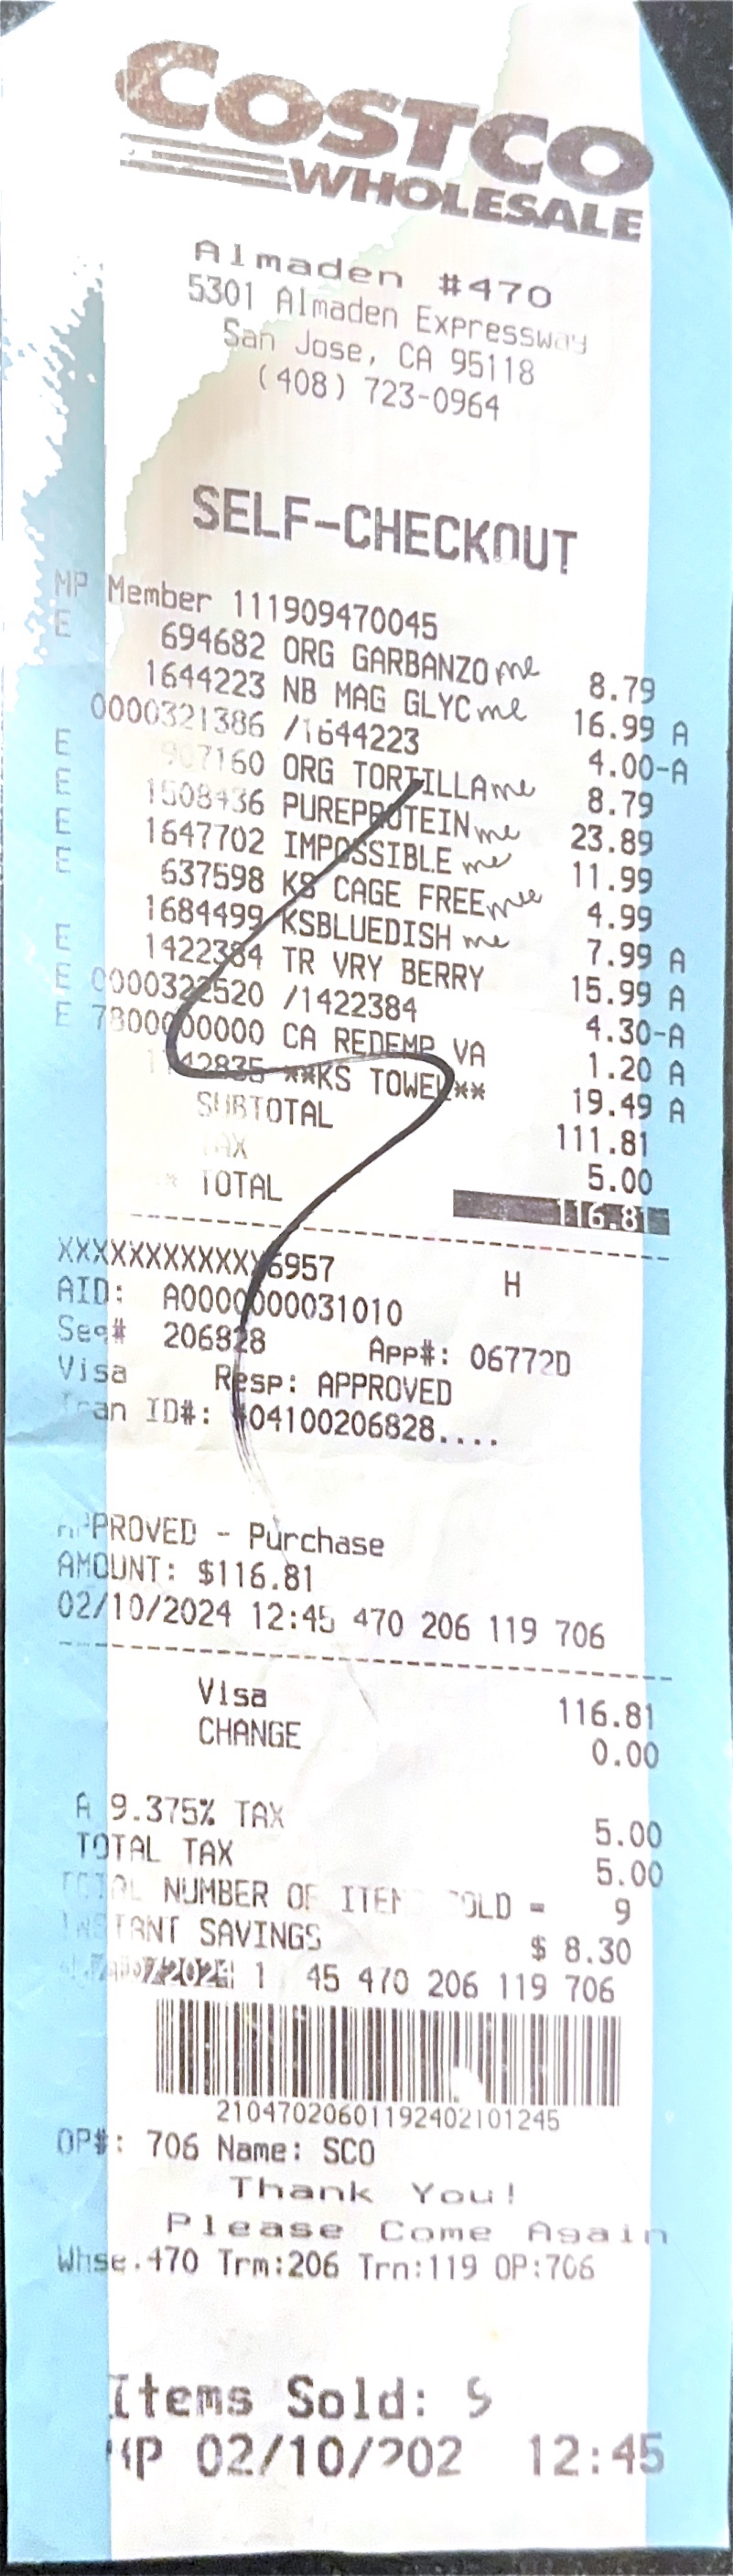 COSTCO
WHOLESALE
Almaden #470
5301 Almaden Expressway
San Jose, CA 95118
(408) 723-0964
SELF-CHECKOUT
MP Member 111909470045
E 694682 ORG GARBANZO me 8.79
1644223 NB MAG GLYC me 16.99 A
0000321386 /1644223 4.00-A
E 907160 ORG TORTILLA me 8.79
E 1508436 PUREPROTEIN me 23.89
E 1647702 IMPOSSIBLE me 11.99
E 637598 KS CAGE FREE me 4.99
1684499 KSBLUEDISH me 7.99 A
E 1422384 TR VRY BERRY 15.99 A
E 0000322520 /1422384 4.30-A
E 7800000000 CA REDEMP VA 1.20 A
**KS TOWEL** 19.49 A
SUBTOTAL 111.81
TAX 5.00
TOTAL 116.81
XXXXXXXXXXXX6957 H
AID: A0000000031010
Seq# 206828 App#: 06772D
Visa Resp: APPROVED
Tran ID#: 404100206828....
APPROVED - Purchase
AMOUNT: $116.81
02/10/2024 12:45 470 206 119 706
Visa 116.81
CHANGE 0.00
A 9.375% TAX 5.00
TOTAL TAX 5.00
TOTAL NUMBER OF ITEMS SOLD = 9
INSTANT SAVINGS $ 8.30
45 470 206 119 706
21047020601192402101245
OP#: 706 Name: SCO
Thank You!
Please Come Again
Whse:470 Trm:206 Trn:119 OP:706
Items Sold: 9
MP 02/10/202 12:45